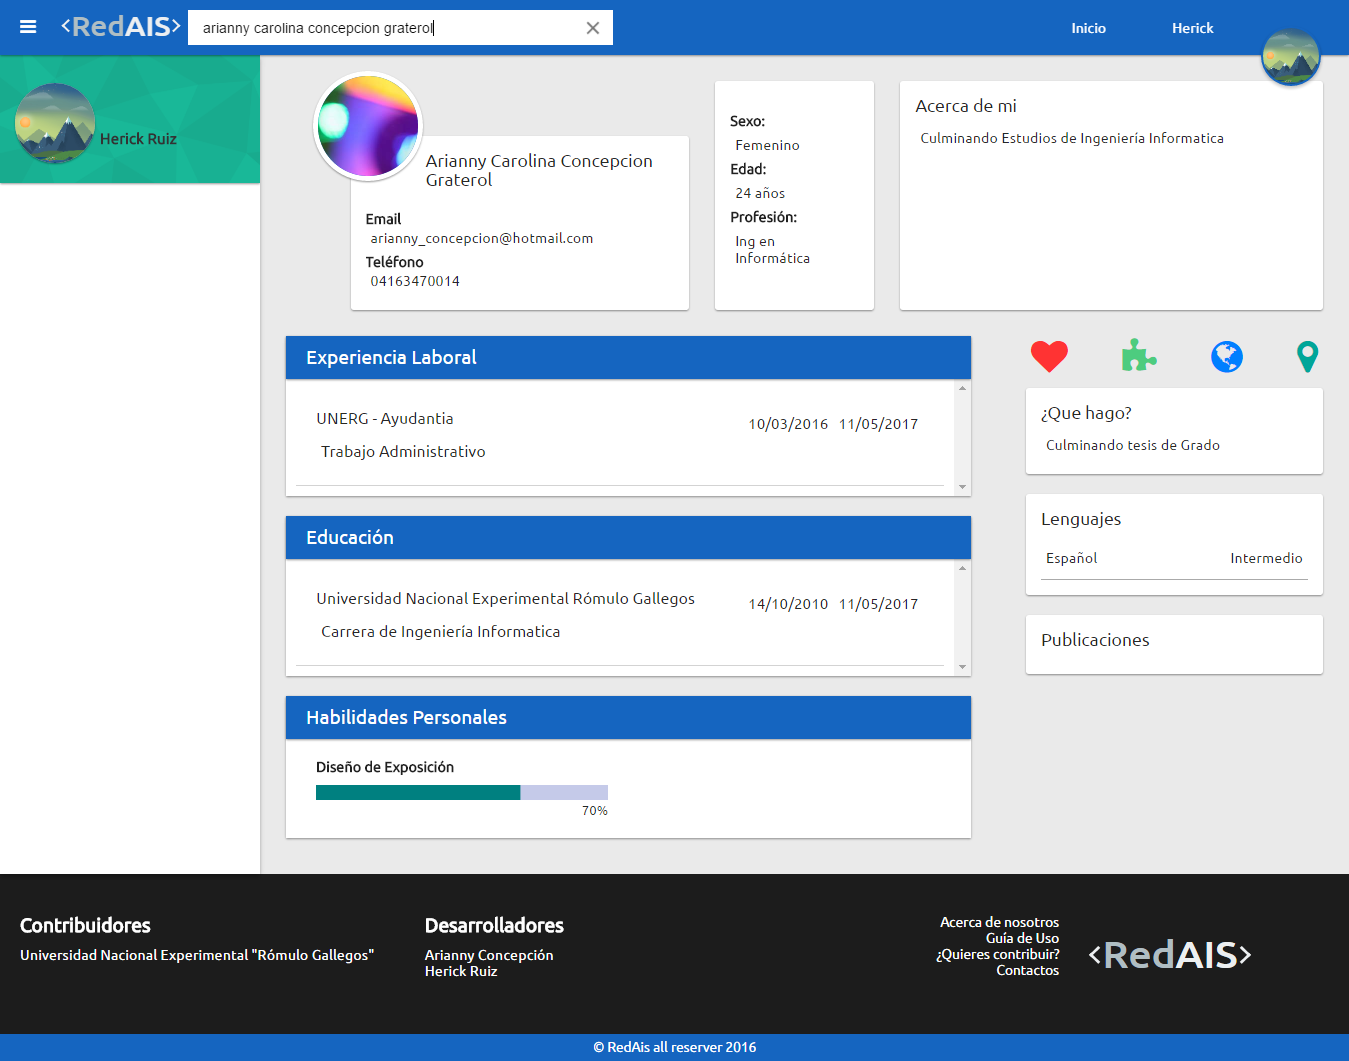 <RedAIS>
arianny carolina concepcion graterol
Inicio
Herick
Herick Ruiz
Arianny Carolina Concepcion
Graterol
Email
arianny_concepcion@hotmail.com
Teléfono
04163470014
Sexo:
Femenino
Edad:
24 años
Profesión:
Ing en
Informática
Acerca de mi
Culminando Estudios de Ingeniería Informatica
Experiencia Laboral
UNERG - Ayudantia
10/03/2016 11/05/2017
Trabajo Administrativo
Educación
Universidad Nacional Experimental Rómulo Gallegos
14/10/2010 11/05/2017
Carrera de Ingeniería Informatica
Habilidades Personales
Diseño de Exposición
70%
¿Que hago?
Culminando tesis de Grado
Lenguajes
Español Intermedio
Publicaciones
Contribuidores
Universidad Nacional Experimental "Rómulo Gallegos"
Desarrolladores
Arianny Concepción
Herick Ruiz
Acerca de nosotros
Guía de Uso
¿Quieres contribuir?
Contactos
<RedAIS>
© RedAis all reserver 2016